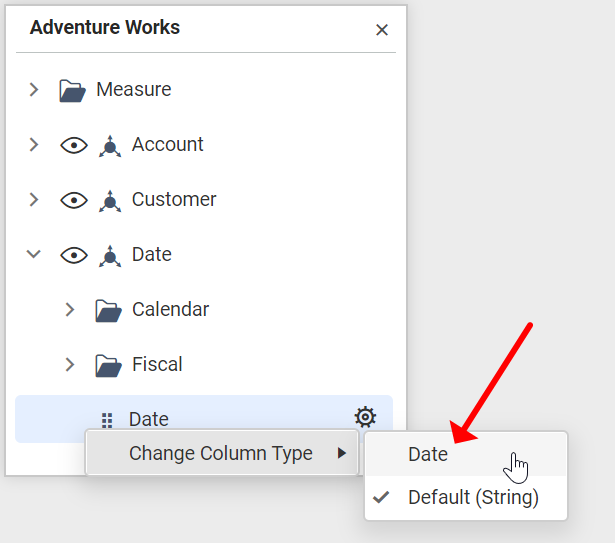 Adventure Works
Measure
Account
Customer
Date
Calendar
Fiscal
Date
Change Column Type
Date
Default (String)